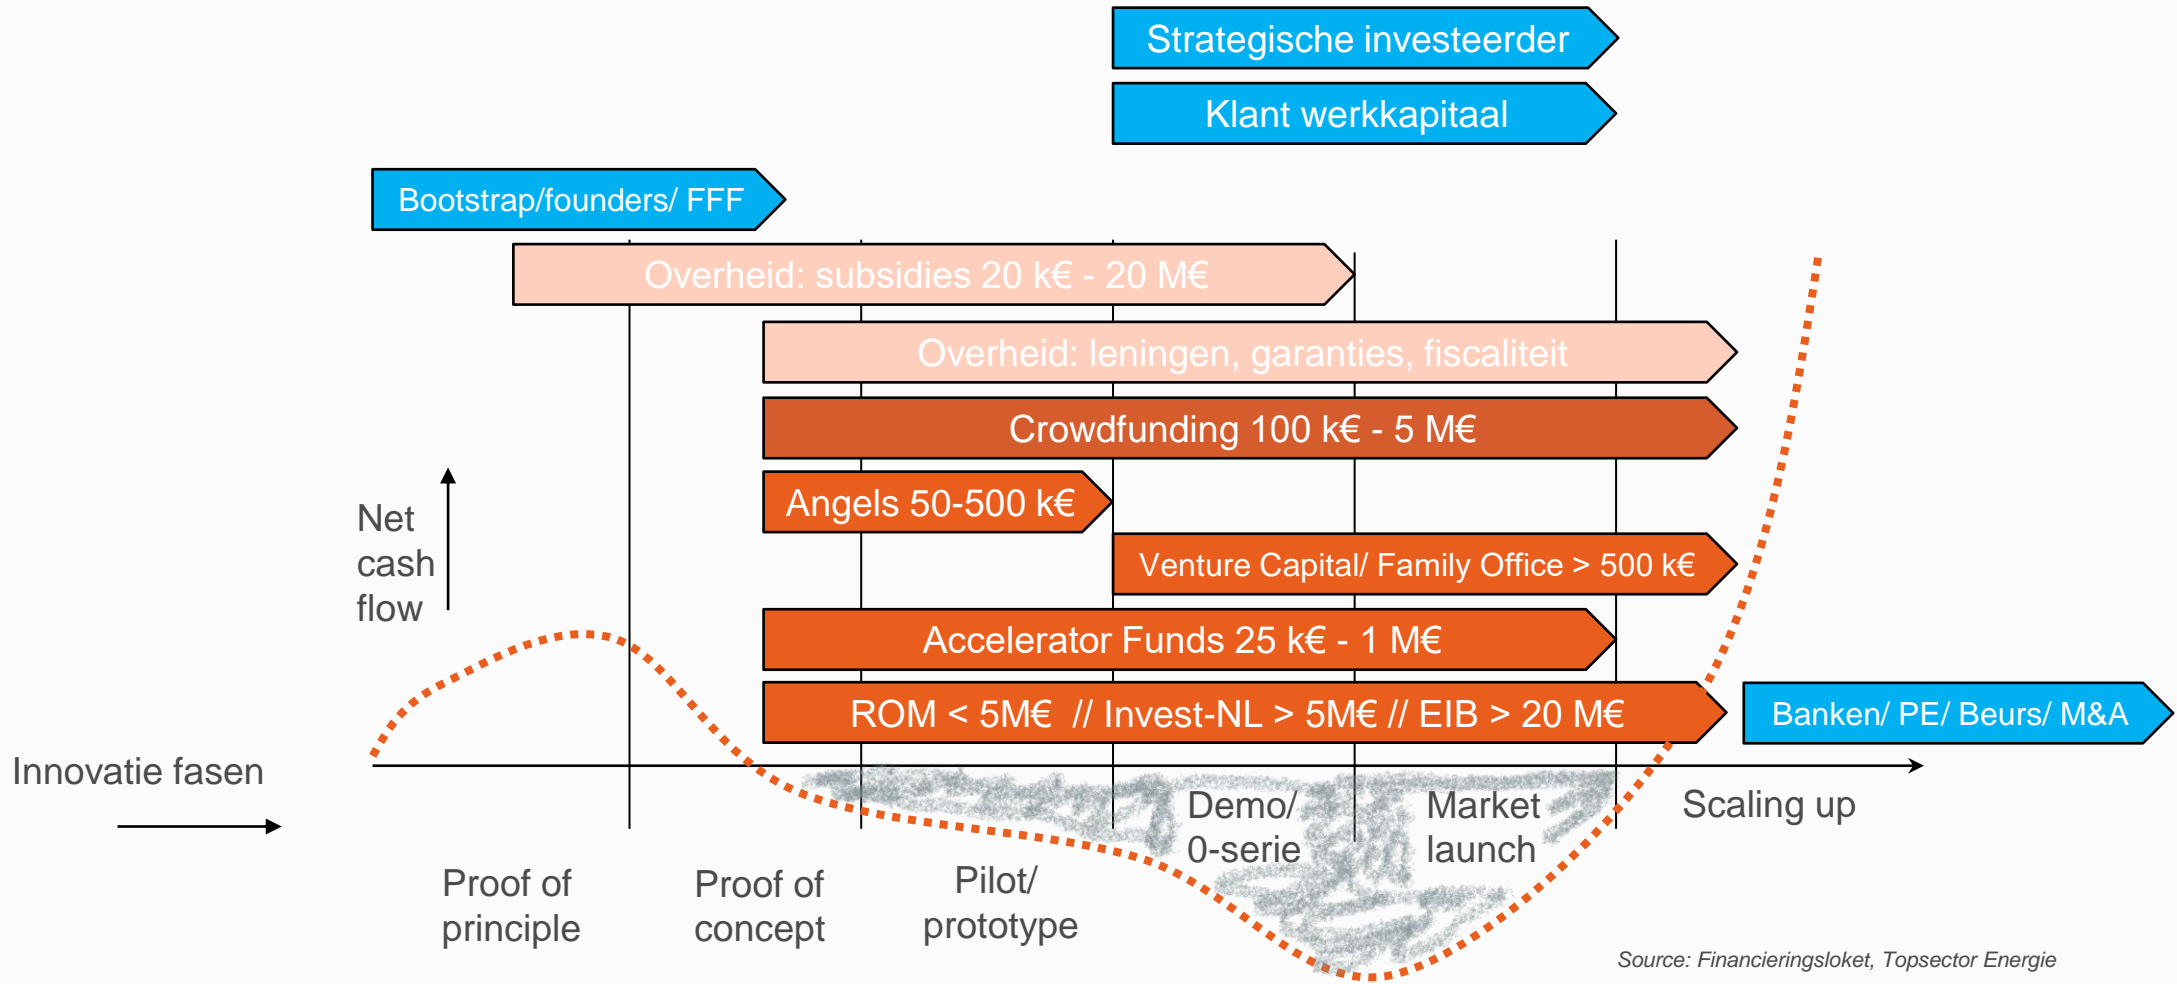 Strategische investeerder
Klant werkkapitaal
Bootstrap/founders/ FFF
Overheid: subsidies 20 k€ - 20 M€
Overheid: leningen, garanties, fiscaliteit
Crowdfunding 100 k€ - 5 M€
Angels 50-500 k€
Net
cash
flow
Venture Capital/ Family Office > 500 k€
Accelerator Funds 25 k€ - 1 M€
ROM < 5M€ // Invest-NL > 5M€ // EIB > 20 M€
Banken/ PE/ Beurs/ M&A
Innovatie fasen
Proof of
principle
Proof of
concept
Pilot/
prototype
Demo/
0-serie
Market
launch
Scaling up
Source: Financieringsloket, Topsector Energie